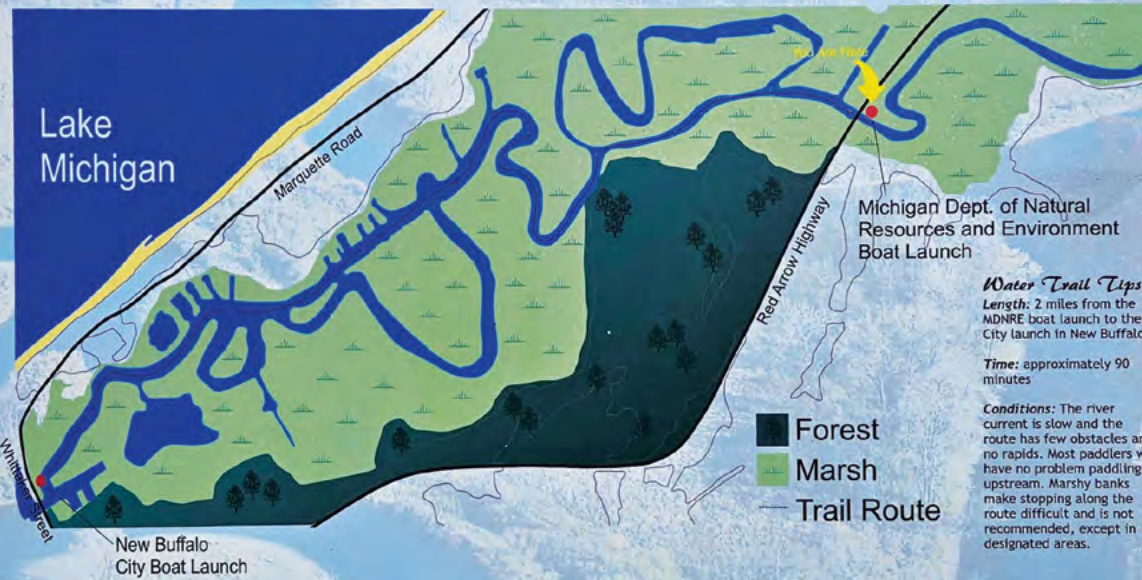 Lake
Michigan
Marquette Road
You Are Here
Red Arrow Highway
Michigan Dept. of Natural
Resources and Environment
Boat Launch
Water Trail Tips
Length: 2 miles from the
MDNRE boat launch to the
City launch in New Buffalo
Time: approximately 90
minutes
Conditions: The river
current is slow and the
route has few obstacles an
no rapids. Most paddlers w
have no problem paddling
upstream. Marshy banks
make stopping along the
route difficult and is not
recommended, except in
designated areas.
Forest
Marsh
Trail Route
Whittaker Street
New Buffalo
City Boat Launch